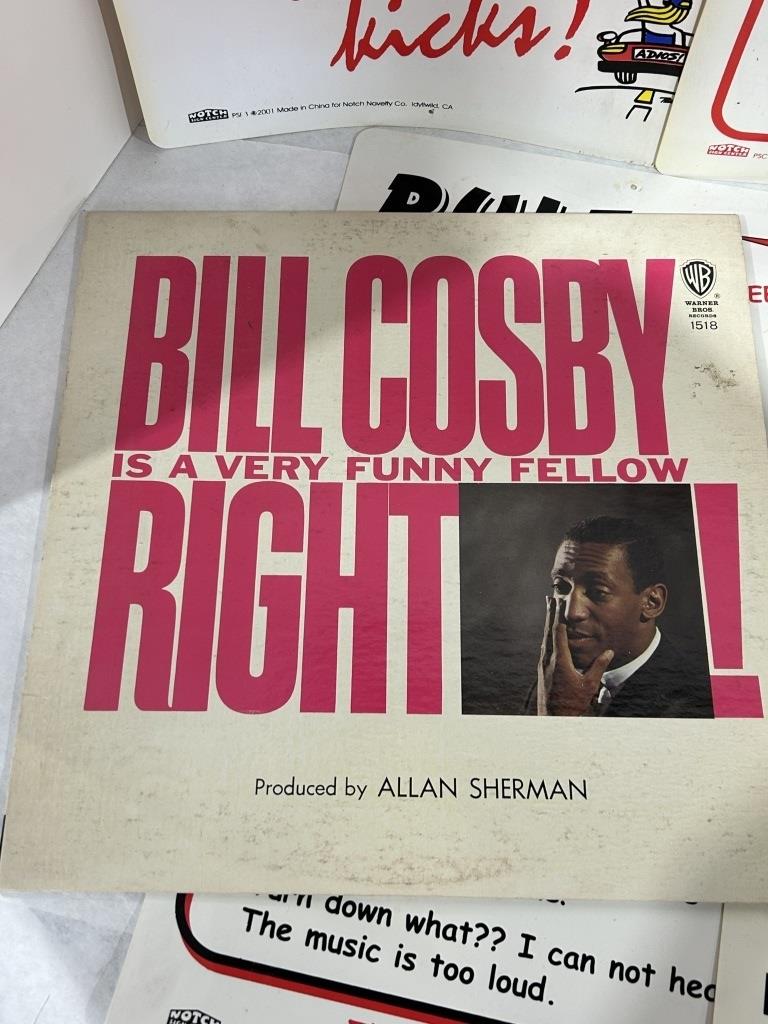 kicks!
ADIOS!
NOTCH
PSI 1 ©2001 Made in China for Notch Novelty Co. Idyllwild, CA
NOTCH
PSC
BILL COSBY
WB
®
WARNER
BROS.
RECORDS
1518
IS A VERY FUNNY FELLOW
RIGHT!
Produced by ALLAN SHERMAN
down what?? I can not
The music is too loud.
NOTCH